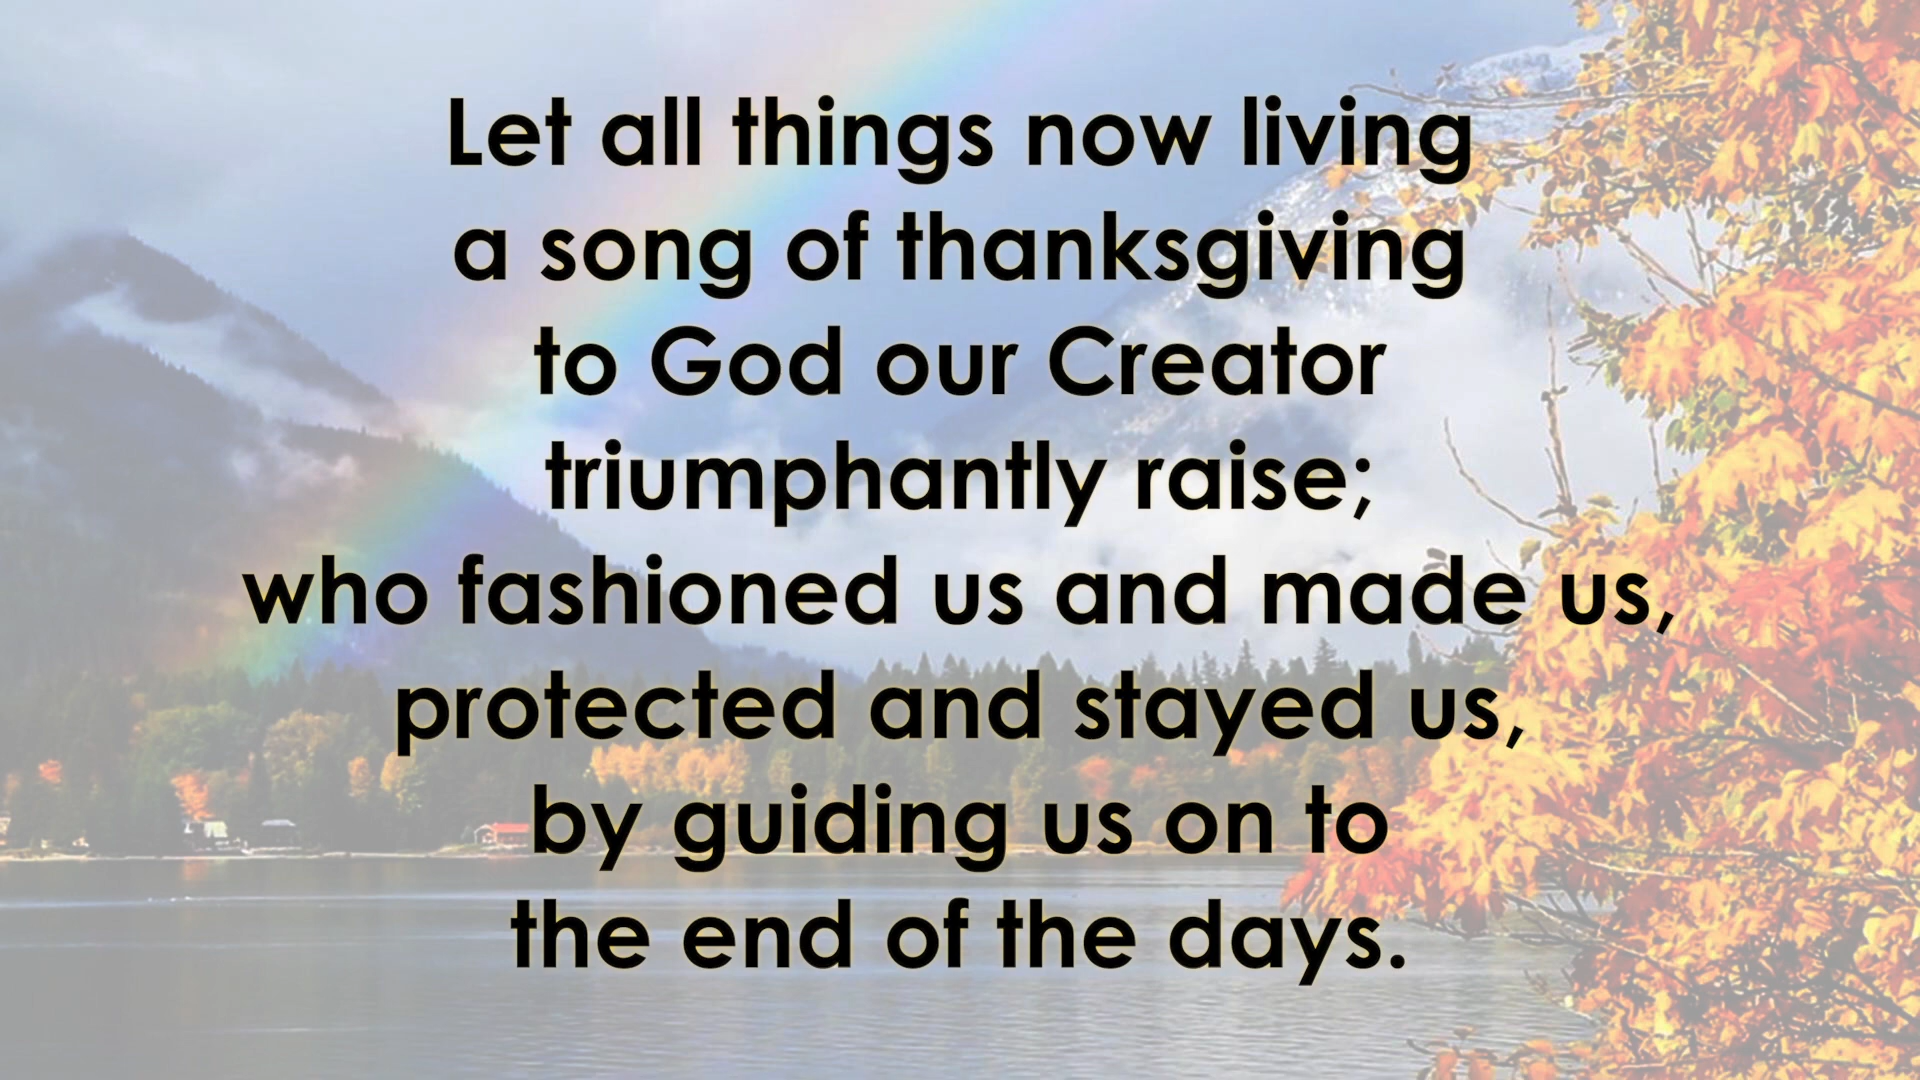 Let all things now living
a song of thanksgiving
to God our Creator
triumphantly raise;
who fashioned us and made us,
protected and stayed us,
by guiding us on to
the end of the days.